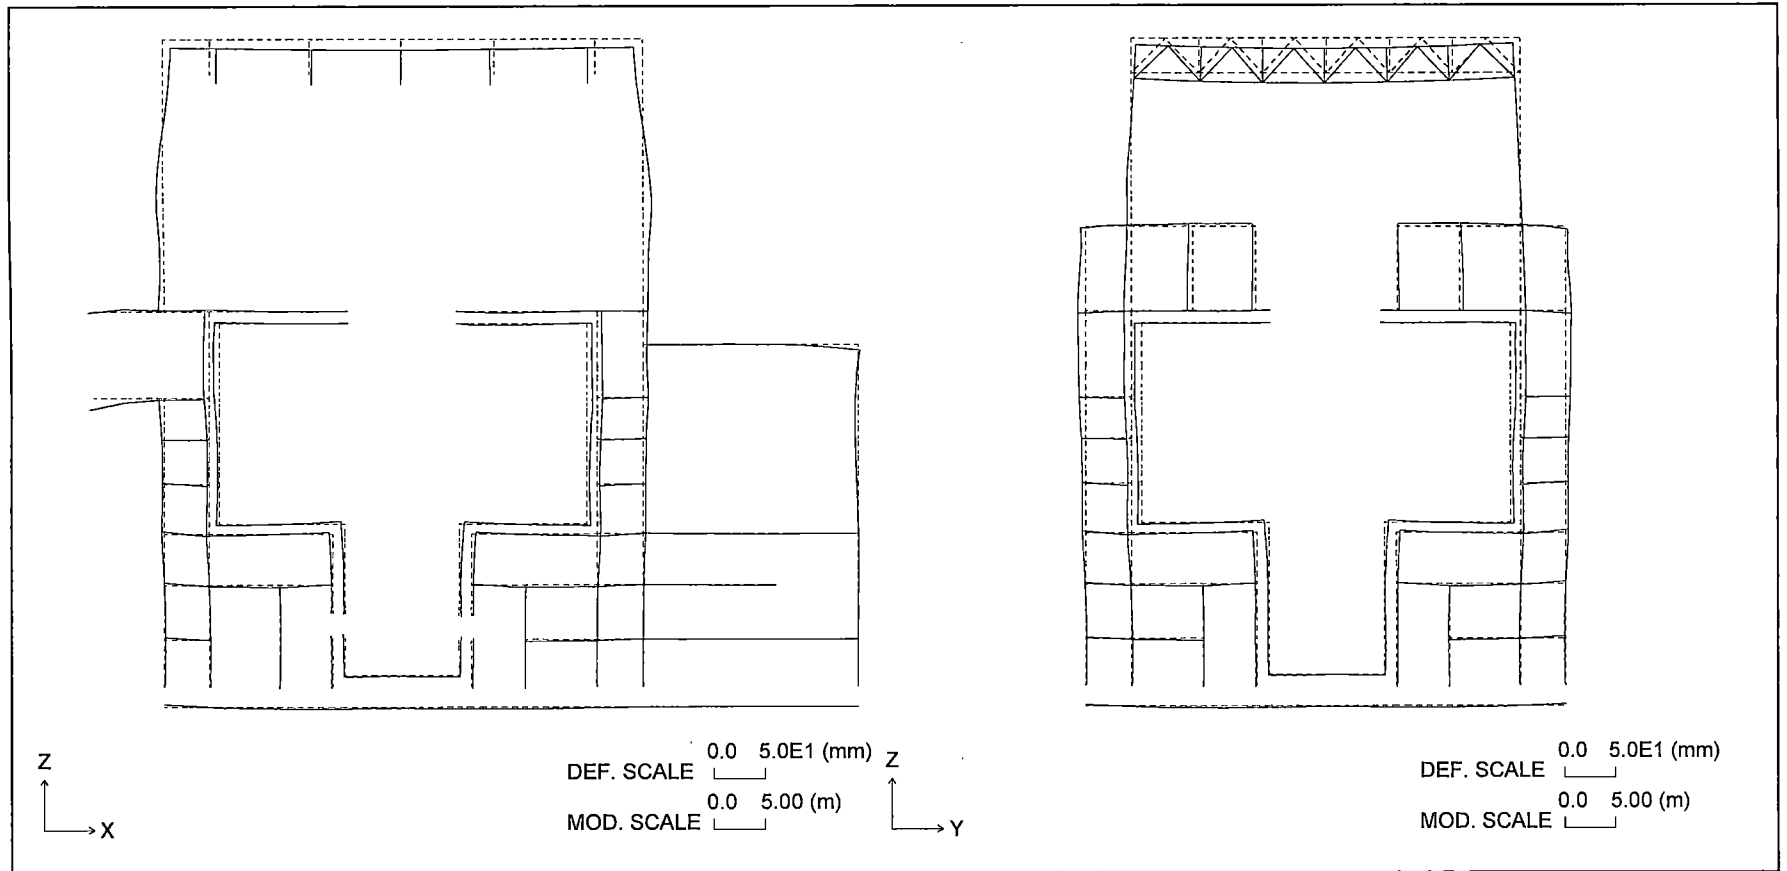 Z
X
DEF. SCALE 0.0 5.0E1 (mm)
MOD. SCALE 0.0 5.00 (m)
Z
Y
DEF. SCALE 0.0 5.0E1 (mm)
MOD. SCALE 0.0 5.00 (m)